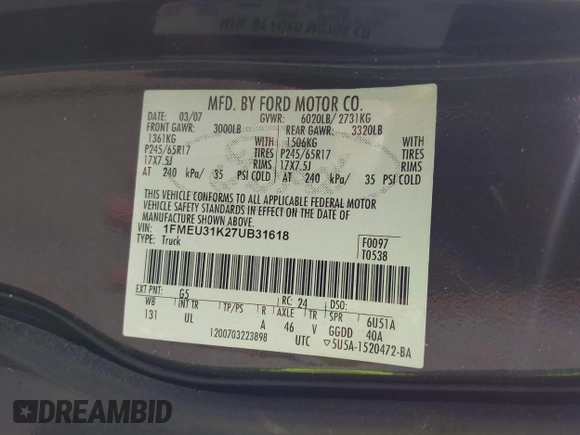 MFD. BY FORD MOTOR CO.
DATE: 03/07 GVWR: 6020LB/ 2731KG
FRONT GAWR: 3000LB REAR GAWR: 3320LB
1361KG 1506KG
P245/65R17 TIRES P245/65R17 TIRES
17X7.5J RIMS 17X7.5J RIMS
AT 240 kPa/ 35 PSI COLD AT 240 kPa/ 35 PSI COLD
THIS VEHICLE CONFORMS TO ALL APPLICABLE FEDERAL MOTOR
VEHICLE SAFETY STANDARDS IN EFFECT ON THE DATE OF
MANUFACTURE SHOWN ABOVE.
VIN: 1FMEU31K27UB31618 F0097
TYPE: Truck T0538
EXT PNT: G5 RC: 24 DSO:
WB INT TR TP/PS R AXLE TR SPR 6U51A
131 UL A 46 V GGDD 40A
1200703223898 UTC ▽5U5A-1520472-BA
DREAMBID